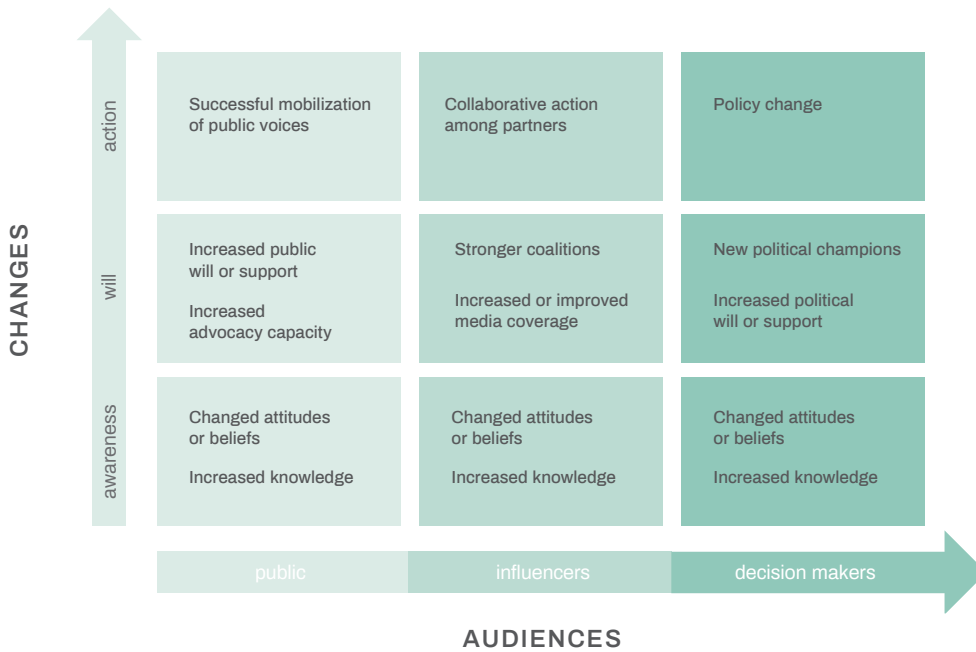 CHANGES
action
will
awareness
Successful mobilization
of public voices
Collaborative action
among partners
Policy change
Increased public
will or support
Increased
advocacy capacity
Stronger coalitions
Increased or improved
media coverage
New political champions
Increased political
will or support
Changed attitudes
or beliefs
Increased knowledge
Changed attitudes
or beliefs
Increased knowledge
Changed attitudes
or beliefs
Increased knowledge
public
influencers
decision makers
AUDIENCES